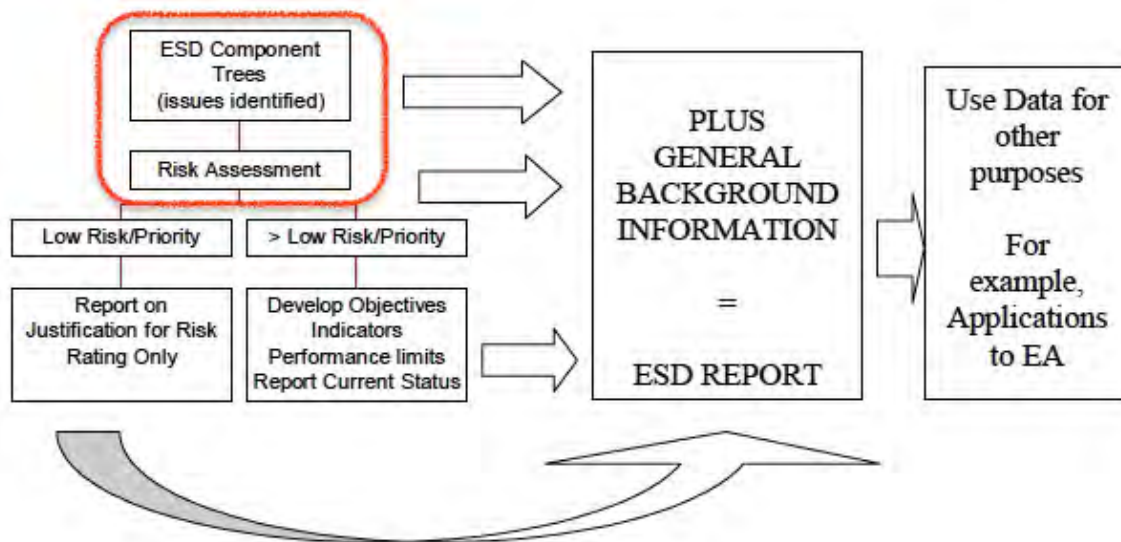 ESD Component
Trees
(issues identified)
Risk Assessment
Low Risk/Priority
> Low Risk/Priority
Report on
Justification for Risk
Rating Only
Develop Objectives
Indicators
Performance limits
Report Current Status
PLUS
GENERAL
BACKGROUND
INFORMATION
=
ESD REPORT
Use Data for
other
purposes
For
example,
Applications
to EA